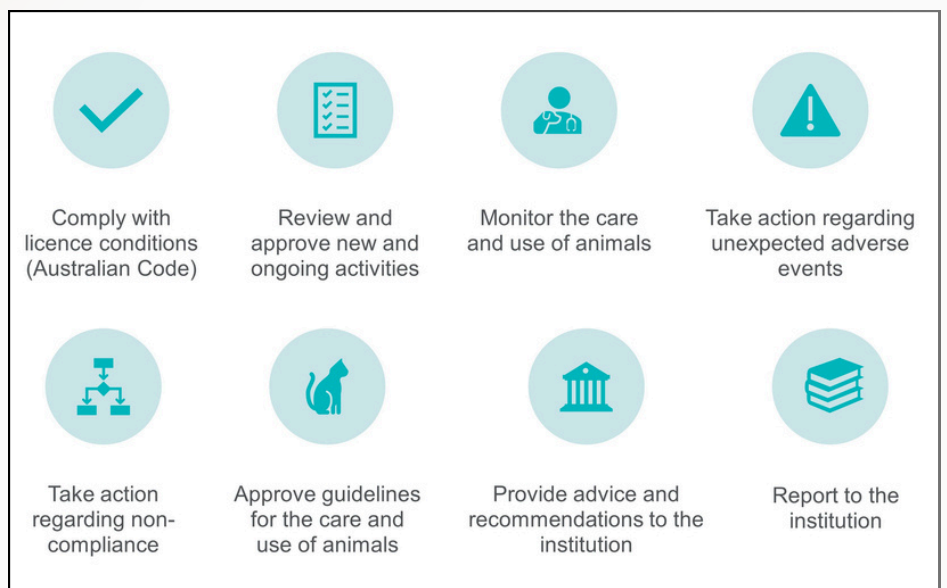 Comply with
licence conditions
(Australian Code)
Review and
approve new and
ongoing activities
Monitor the care
and use of animals
Take action regarding
unexpected adverse
events
Take action
regarding non-
compliance
Approve guidelines
for the care and
use of animals
Provide advice and
recommendations to the
institution
Report to the
institution